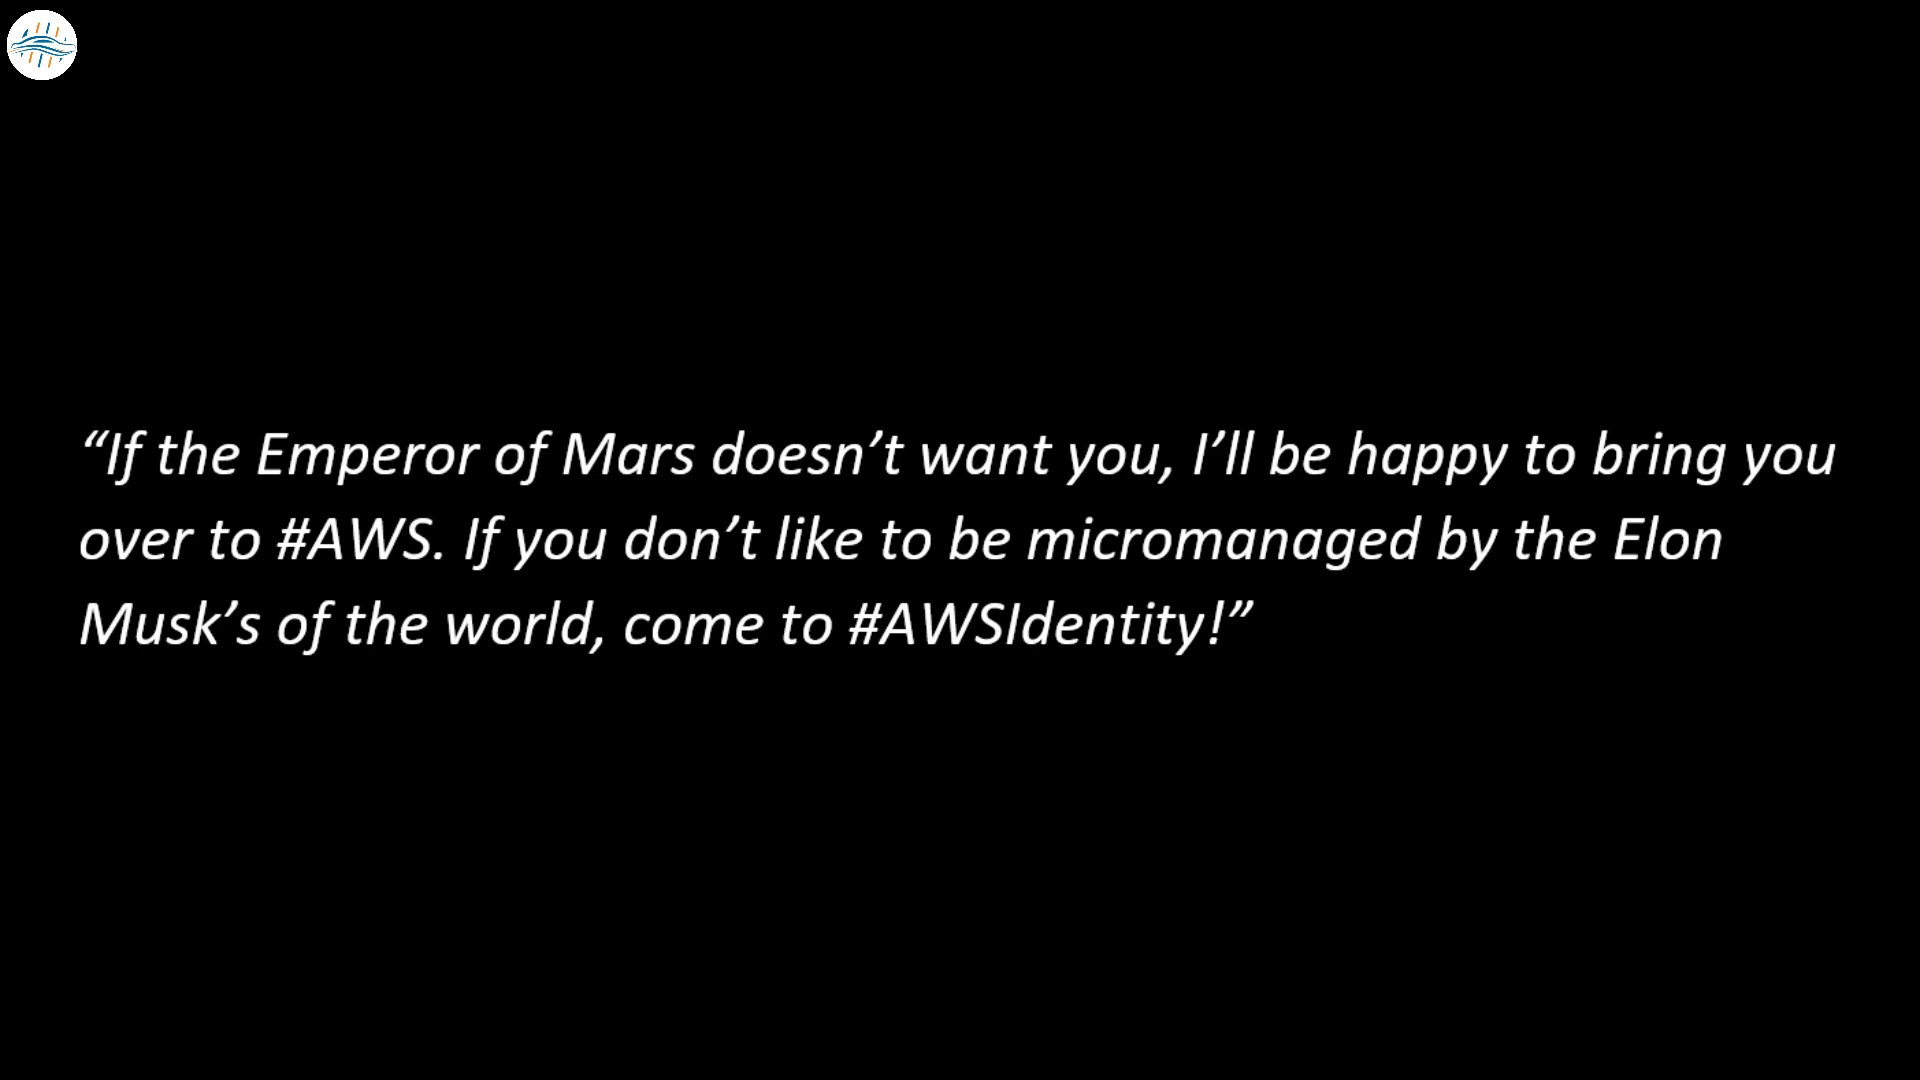 “If the Emperor of Mars doesn’t want you, I’ll be happy to bring you
over to #AWS. If you don’t like to be micromanaged by the Elon
Musk’s of the world, come to #AWSIdentity!”